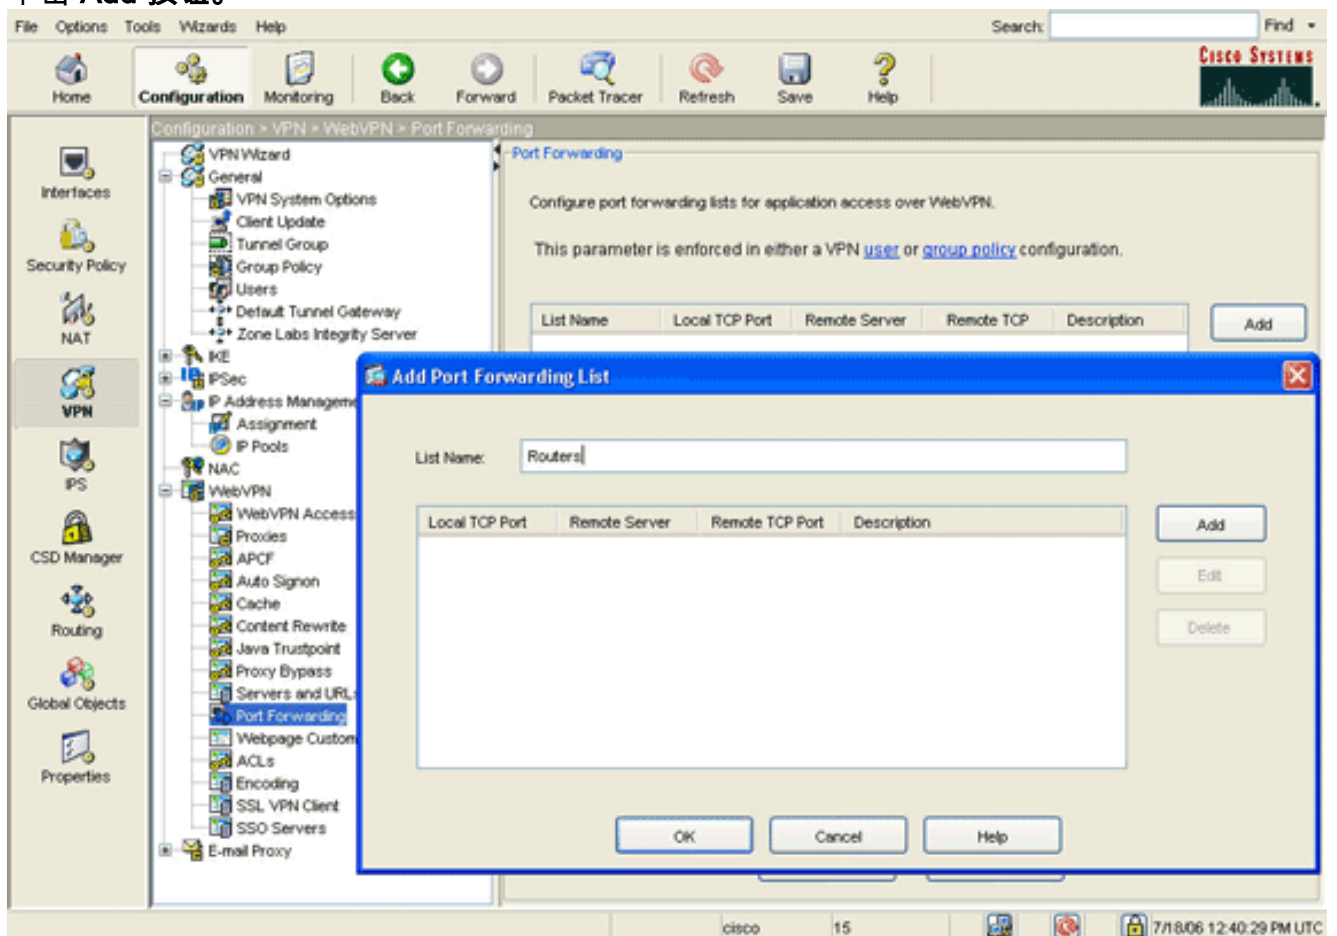 单击 Add 按钮。
File Options Tools Wizards Help Search: Find
Home Configuration Monitoring Back Forward Packet Tracer Refresh Save Help
CISCO SYSTEMS
Configuration > VPN > WebVPN > Port Forwarding
Interfaces
Security Policy
NAT
VPN
IPS
CSD Manager
Routing
Global Objects
Properties
VPN Wizard
General
VPN System Options
Client Update
Tunnel Group
Group Policy
Users
Default Tunnel Gateway
Zone Labs Integrity Server
IKE
IPSec
IP Address Manageme
Assignment
IP Pools
NAC
WebVPN
WebVPN Access
Proxies
APCF
Auto Signon
Cache
Content Rewrite
Java Trustpoint
Proxy Bypass
Servers and URLs
Port Forwarding
Webpage Custom
ACLs
Encoding
SSL VPN Client
SSO Servers
E-mail Proxy
Port Forwarding
Configure port forwarding lists for application access over WebVPN.
This parameter is enforced in either a VPN user or group policy configuration.
List Name Local TCP Port Remote Server Remote TCP Description
Add
Add Port Forwarding List
List Name: Routers
Local TCP Port Remote Server Remote TCP Port Description
Add
Edit
Delete
OK Cancel Help
cisco 15 7/18/06 12:40:29 PM UTC